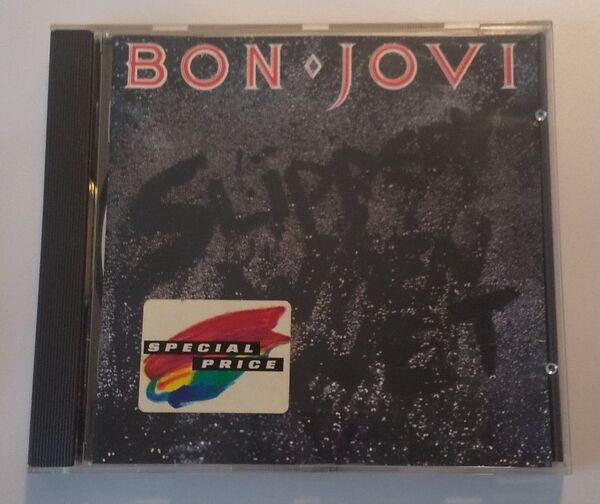 BON JOVI
SLIPPERY
WHEN
WET
SPECIAL
PRICE